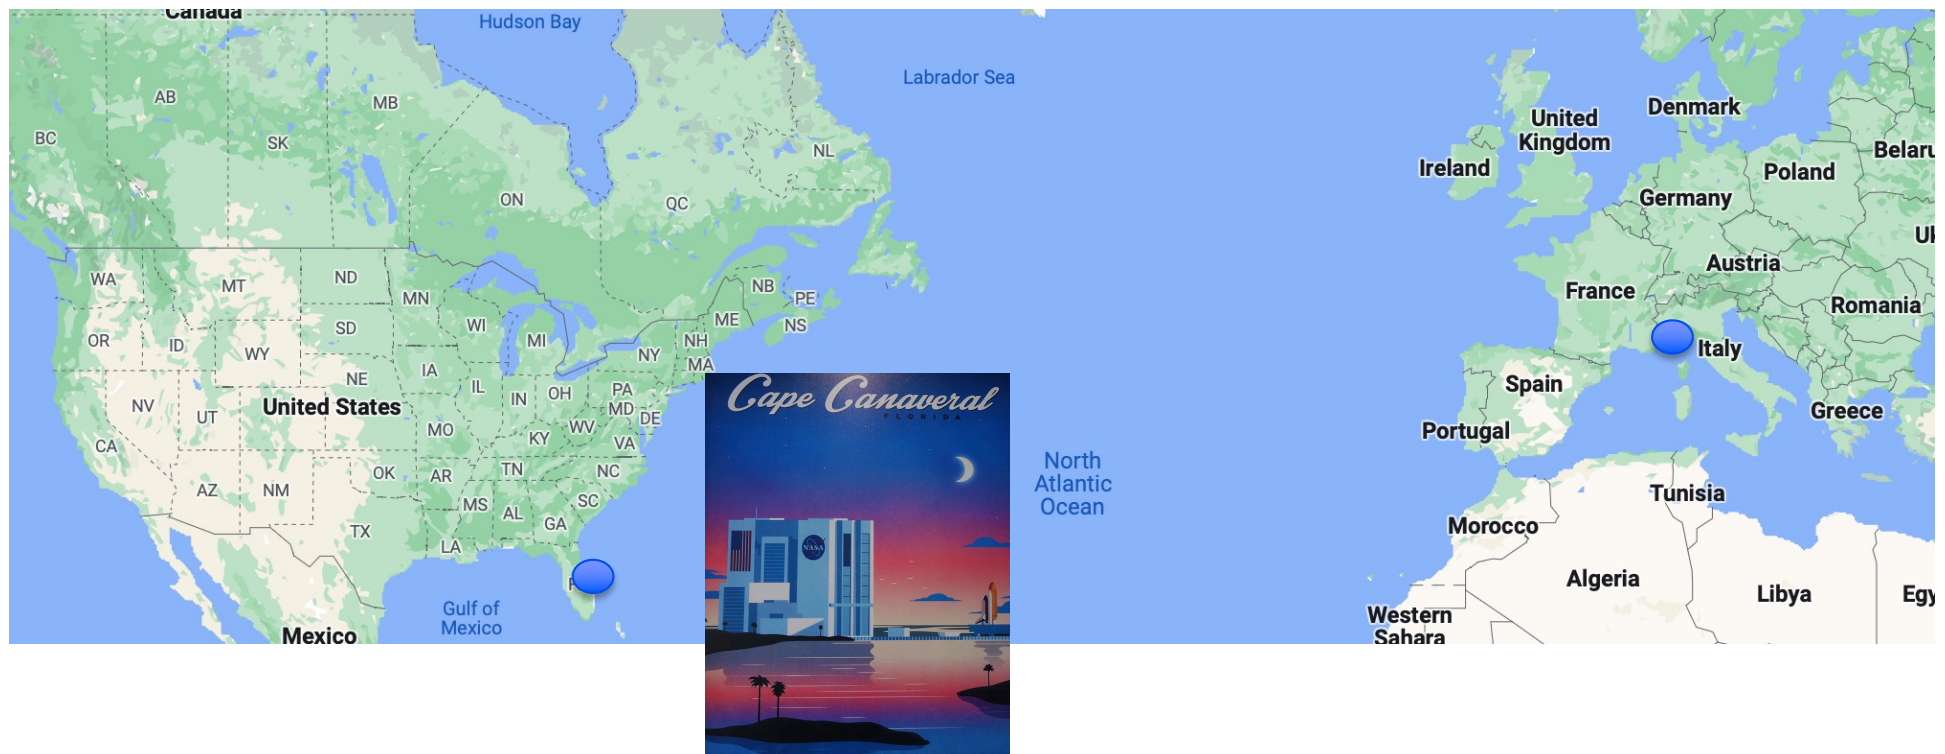 Canada
Hudson Bay
Labrador Sea
AB
MB
BC
SK
NL
ON
QC
WA
MT
ND
MN
NB
PE
ME
NS
OR
ID
SD
WI
MI
NH
WY
NY
MA
NE
IA
IL
IN
OH
PA
NV
UT
United States
MD
DE
CA
MO
KY
WV
VA
AZ
NM
OK
AR
TN
NC
MS
AL
SC
GA
TX
LA
Gulf of
Mexico
Mexico
Cape Canaveral
FLORIDA
NASA
North
Atlantic
Ocean
United
Kingdom
Denmark
Ireland
Belaru
Poland
Germany
Uk
Austria
France
Romania
Italy
Spain
Greece
Portugal
Tunisia
Morocco
Algeria
Libya
Egy
Western
Sahara